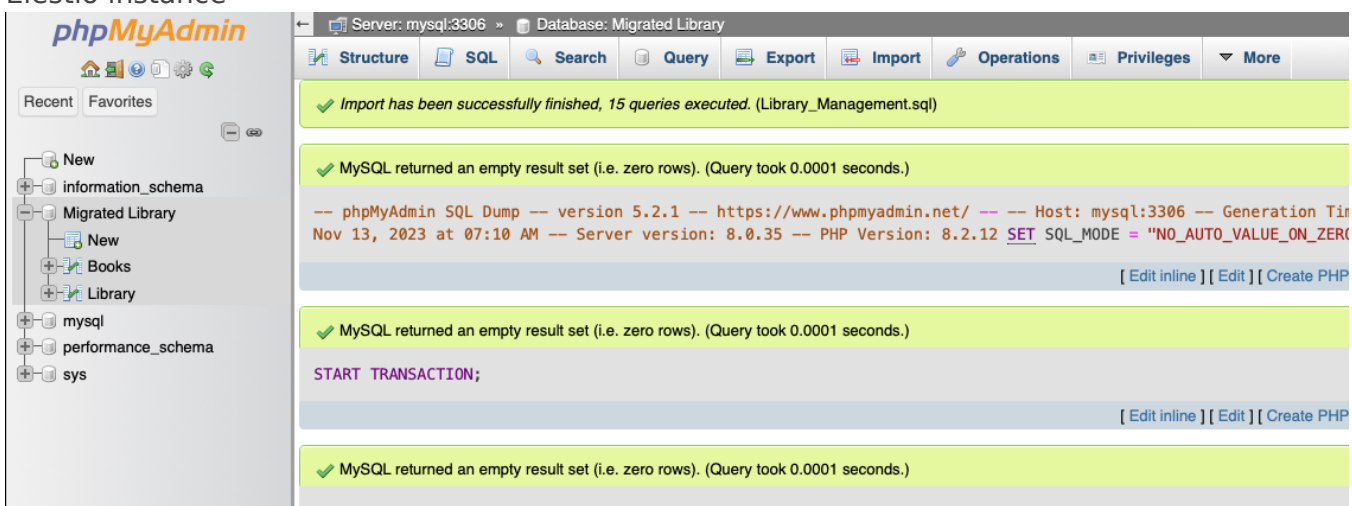 Elestio instance
phpMyAdmin
Recent Favorites
New
information_schema
Migrated Library
New
Books
Library
mysql
performance_schema
sys
Server: mysql:3306 » Database: Migrated Library
Structure SQL Search Query Export Import Operations Privileges More
Import has been successfully finished, 15 queries executed. (Library_Management.sql)
MySQL returned an empty result set (i.e. zero rows). (Query took 0.0001 seconds.)
-- phpMyAdmin SQL Dump -- version 5.2.1 -- https://www.phpmyadmin.net/ -- -- Host: mysql:3306 -- Generation Tim
Nov 13, 2023 at 07:10 AM -- Server version: 8.0.35 -- PHP Version: 8.2.12 SET SQL_MODE = "NO_AUTO_VALUE_ON_ZERO
[ Edit inline ] [ Edit ] [ Create PHP
MySQL returned an empty result set (i.e. zero rows). (Query took 0.0001 seconds.)
START TRANSACTION;
[ Edit inline ] [ Edit ] [ Create PHP
MySQL returned an empty result set (i.e. zero rows). (Query took 0.0001 seconds.)